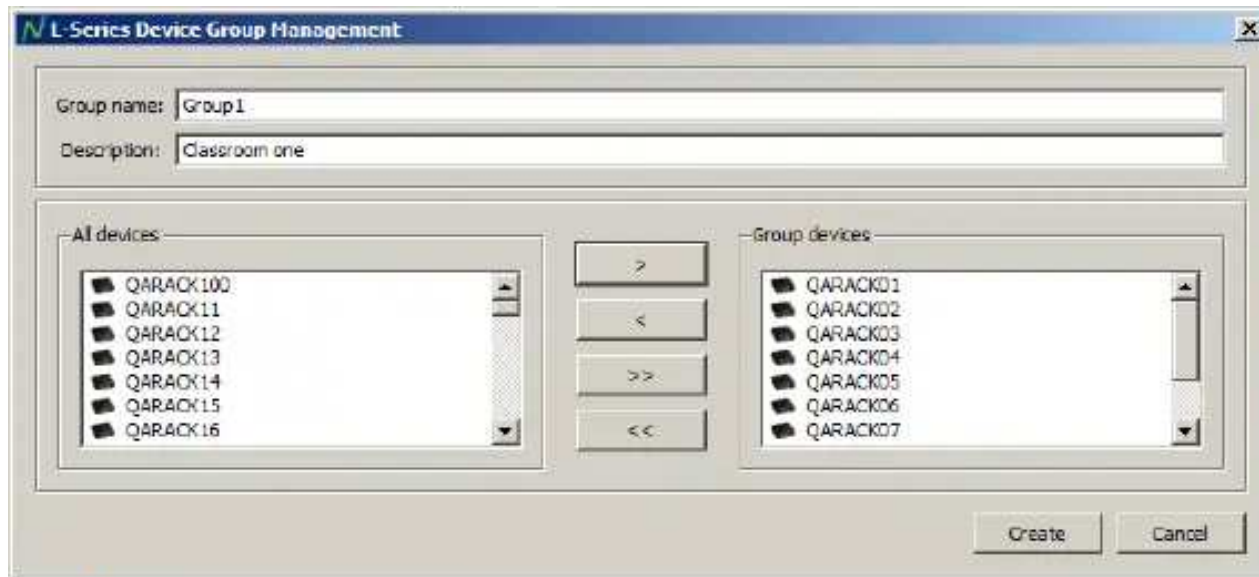 L-Series Device Group Management
Group name: Group1
Description: Classroom one
All devices
QARACK100
QARACK11
QARACK12
QARACK13
QARACK14
QARACK15
QARACK16
>
<
>>
<<
Group devices
QARACK01
QARACK02
QARACK03
QARACK04
QARACK05
QARACK06
QARACK07
Create
Cancel